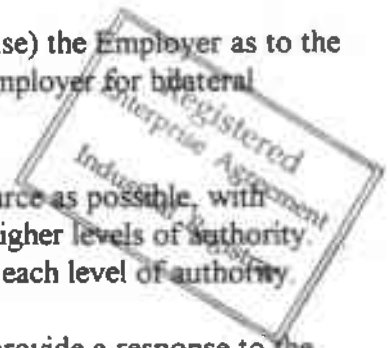 se) the Employer as to the
mployer for bilateral
Registered
Enterprise Agreement
Industrial Registrar
rce as possible, with
igher levels of authority.
each level of authority.
provide a response to the